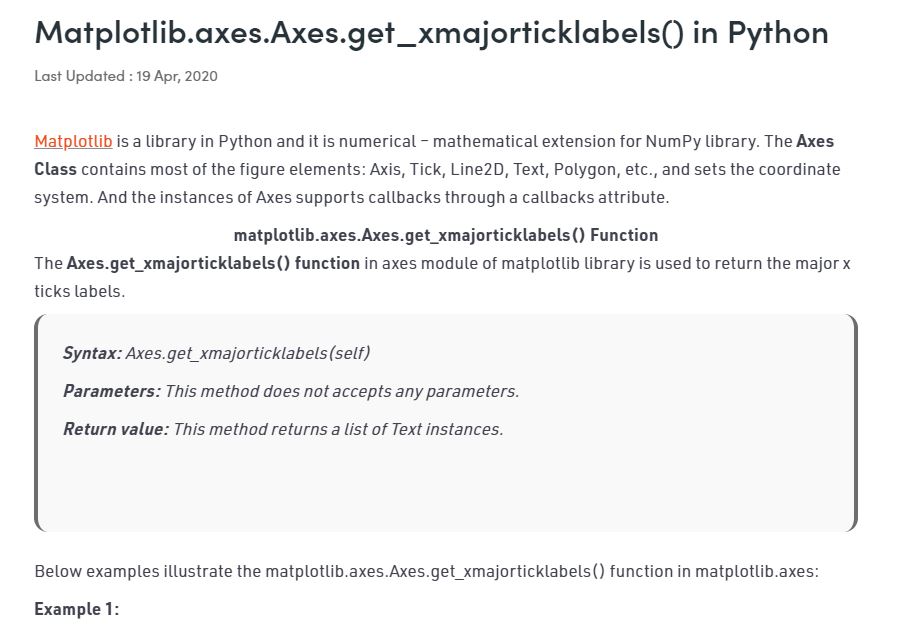 Matplotlib.axes.Axes.get_xmajorticklabels() in Python
Last Updated : 19 Apr, 2020
Matplotlib is a library in Python and it is numerical – mathematical extension for NumPy library. The Axes
Class contains most of the figure elements: Axis, Tick, Line2D, Text, Polygon, etc., and sets the coordinate
system. And the instances of Axes supports callbacks through a callbacks attribute.
matplotlib.axes.Axes.get_xmajorticklabels() Function
The Axes.get_xmajorticklabels() function in axes module of matplotlib library is used to return the major x
ticks labels.
Syntax: Axes.get_xmajorticklabels(self)
Parameters: This method does not accepts any parameters.
Return value: This method returns a list of Text instances.
Below examples illustrate the matplotlib.axes.Axes.get_xmajorticklabels() function in matplotlib.axes:
Example 1: